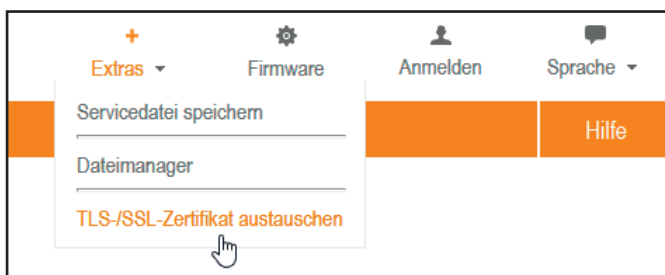 Extras Firmware Anmelden Sprache
Servicedatei speichern
Hilfe
Dateimanager
TLS-/SSL-Zertifikat austauschen